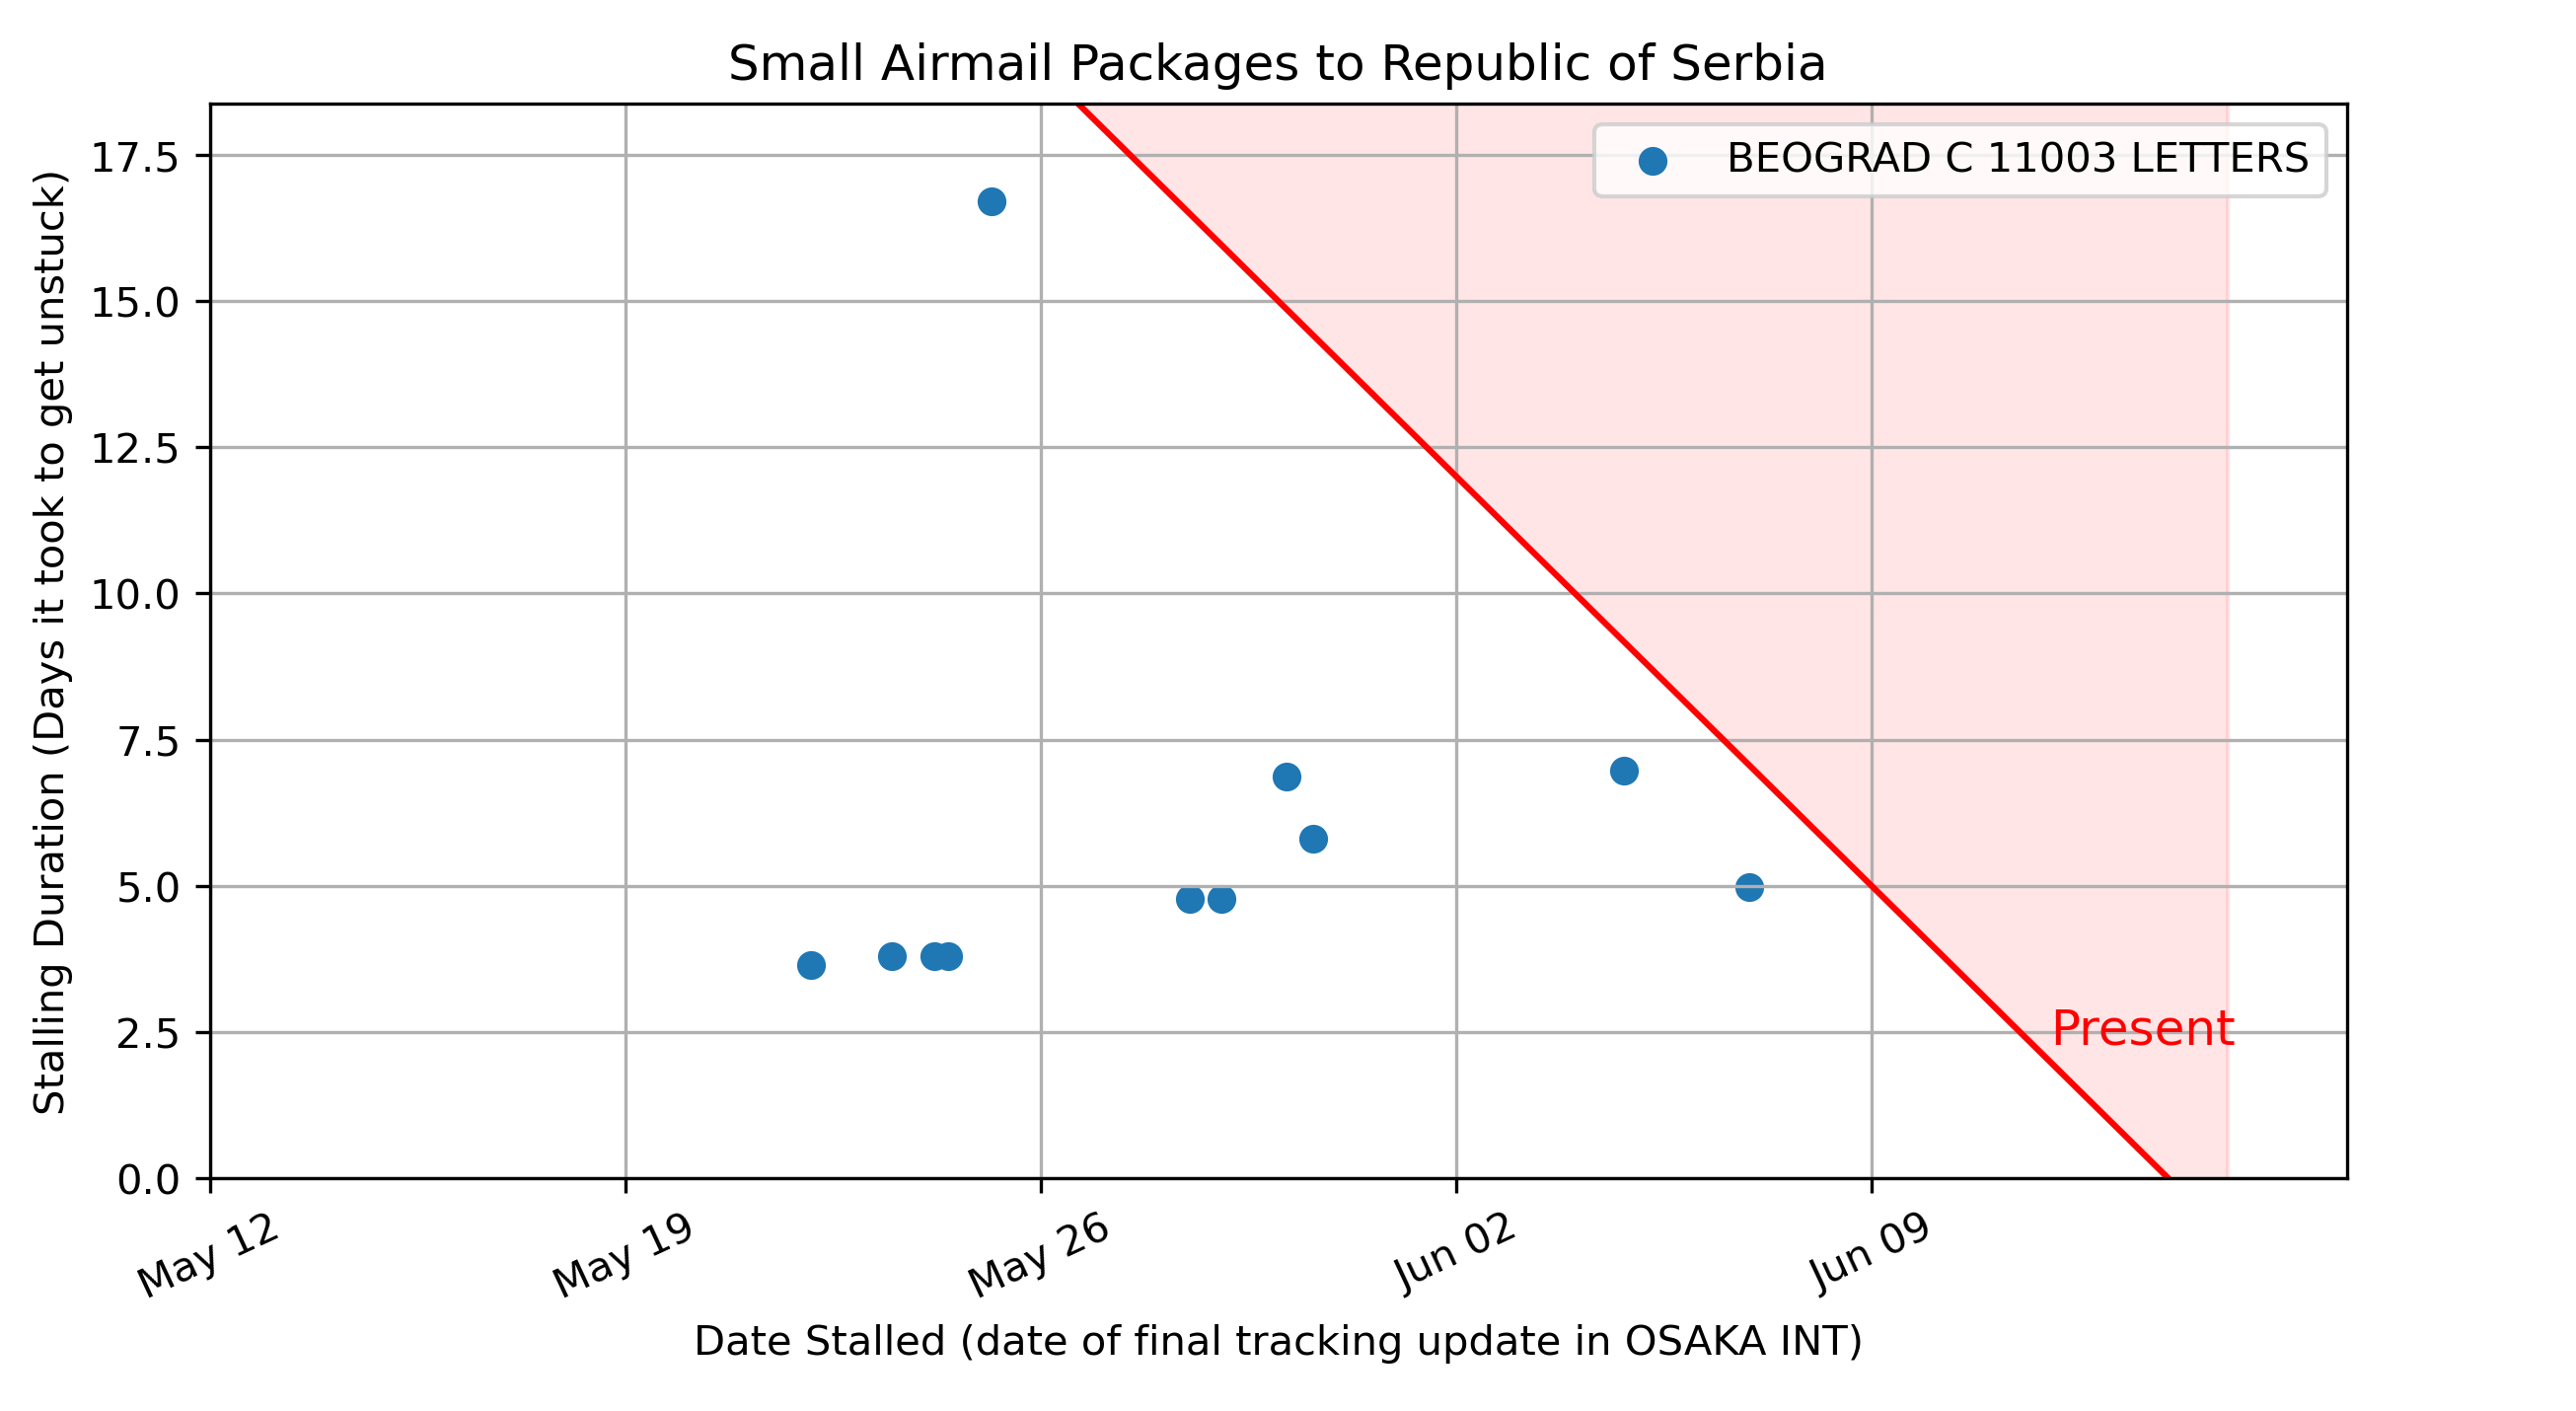 Small Airmail Packages to Republic of Serbia
BEOGRAD C 11003 LETTERS
Stalling Duration (Days it took to get unstuck)
17.5
15.0
12.5
10.0
7.5
5.0
2.5
0.0
Present
May 12
May 19
May 26
Jun 02
Jun 09
Date Stalled (date of final tracking update in OSAKA INT)